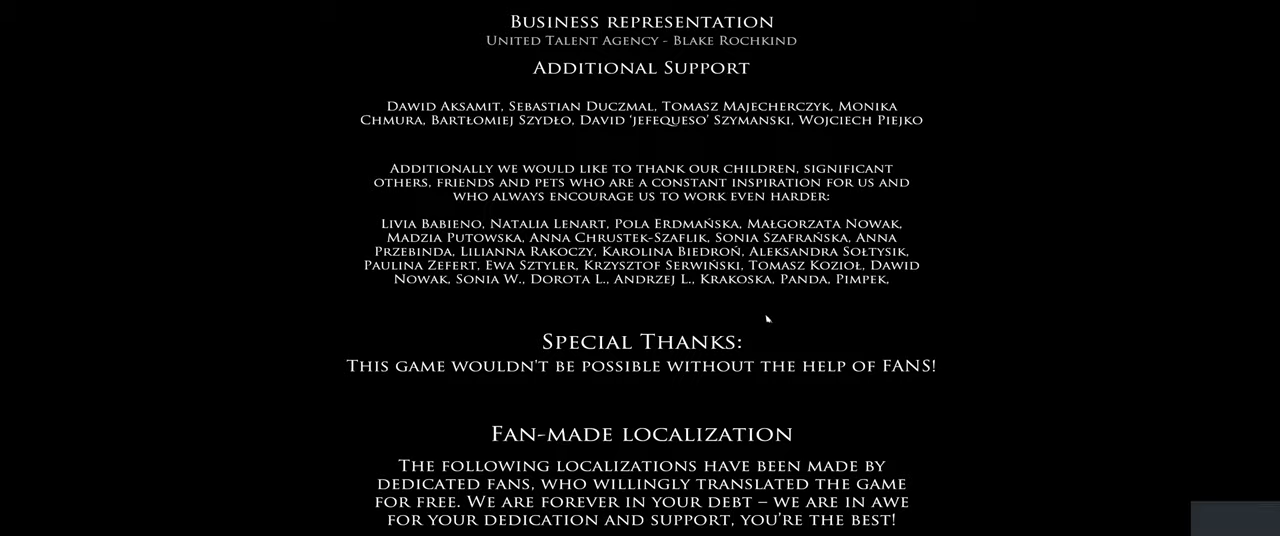 Business representation
United Talent Agency - Blake Rochkind
Additional Support
Dawid Aksamit, Sebastian Duczmal, Tomasz Majecherczyk, Monika
Chmura, Bartłomiej Szydło, David 'jefequeso' Szymanski, Wojciech Piejko
Additionally we would like to thank our children, significant
others, friends and pets who are a constant inspiration for us and
who always encourage us to work even harder:
Livia Babieno, Natalia Lenart, Pola Erdmańska, Małgorzata Nowak,
Madzia Putowska, Anna Chrustek-Szaflik, Sonia Szafrańska, Anna
Przebinda, Lilianna Rakoczy, Karolina Biedroń, Aleksandra Sołtysik,
Paulina Zefert, Ewa Sztyler, Krzysztof Serwiński, Tomasz Kozioł, Dawid
Nowak, Sonia W., Dorota L., Andrzej L., Krakoska, Panda, Pimpek,
Special Thanks:
This game wouldn't be possible without the help of FANS!
Fan-made localization
The following localizations have been made by
dedicated fans, who willingly translated the game
for free. We are forever in your debt – we are in awe
for your dedication and support, you're the best!